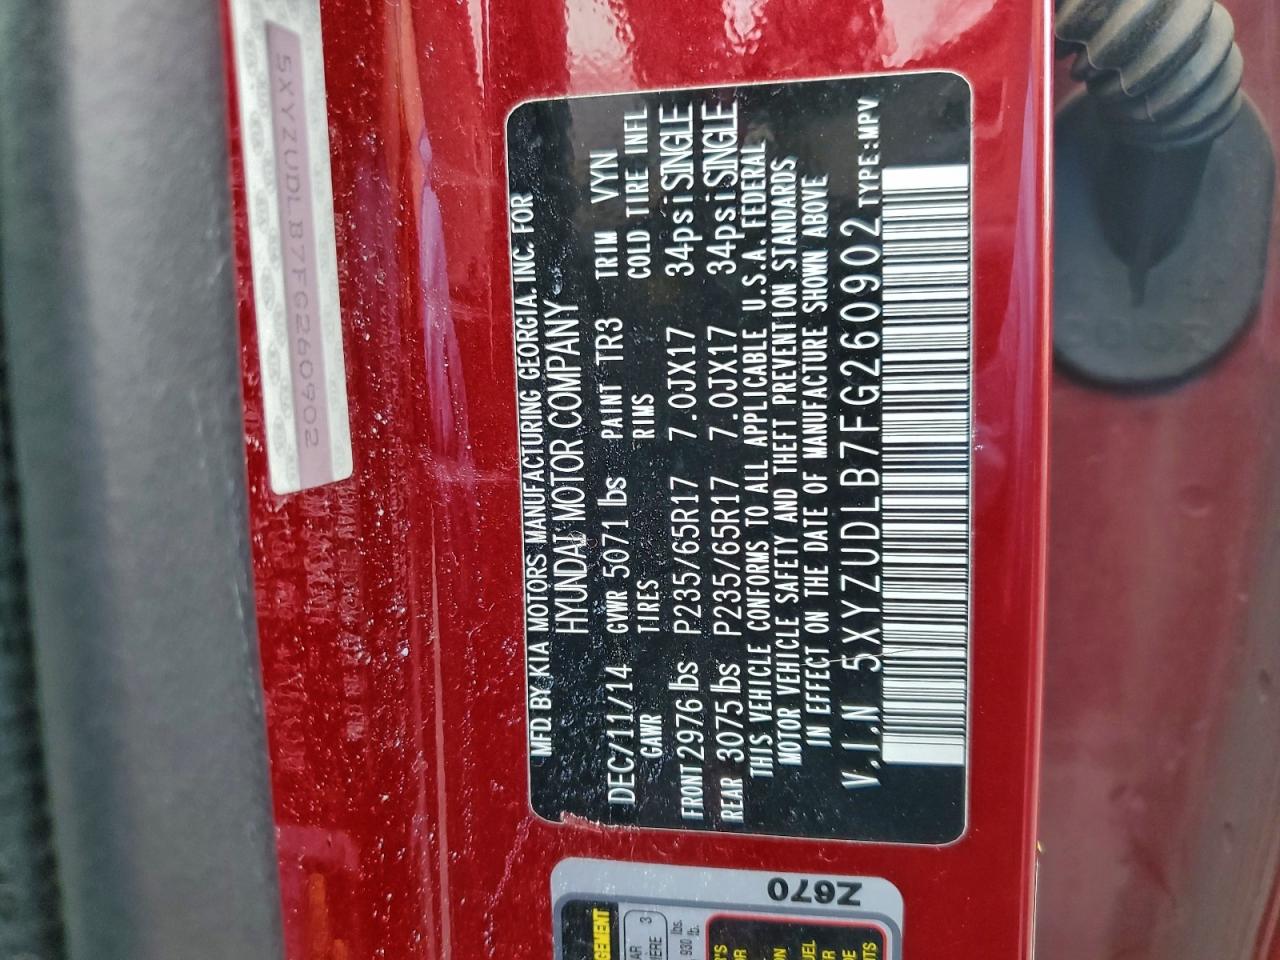 5XYZUDLB7FG260902
MFD BY KIA MOTORS MANUFACTURING GEORGIA. INC. FOR
HYUNDAI MOTOR COMPANY
DEC/11/14 GVWR 5071 lbs PAINT TR3 TRIM VYN
GAWR TIRES RIMS COLD TIRE INFL
FRONT 2976 lbs P235/65R17 7.0JX17 34psi SINGLE
REAR 3075 lbs P235/65R17 7.0JX17 34psi SINGLE
THIS VEHICLE CONFORMS TO ALL APPLICABLE U.S.A. FEDERAL
MOTOR VEHICLE SAFETY AND THEFT PREVENTION STANDARDS
IN EFFECT ON THE DATE OF MANUFACTURE SHOWN ABOVE
V.I.N 5XYZUDLB7FG260902 TYPE:MPV
Z670